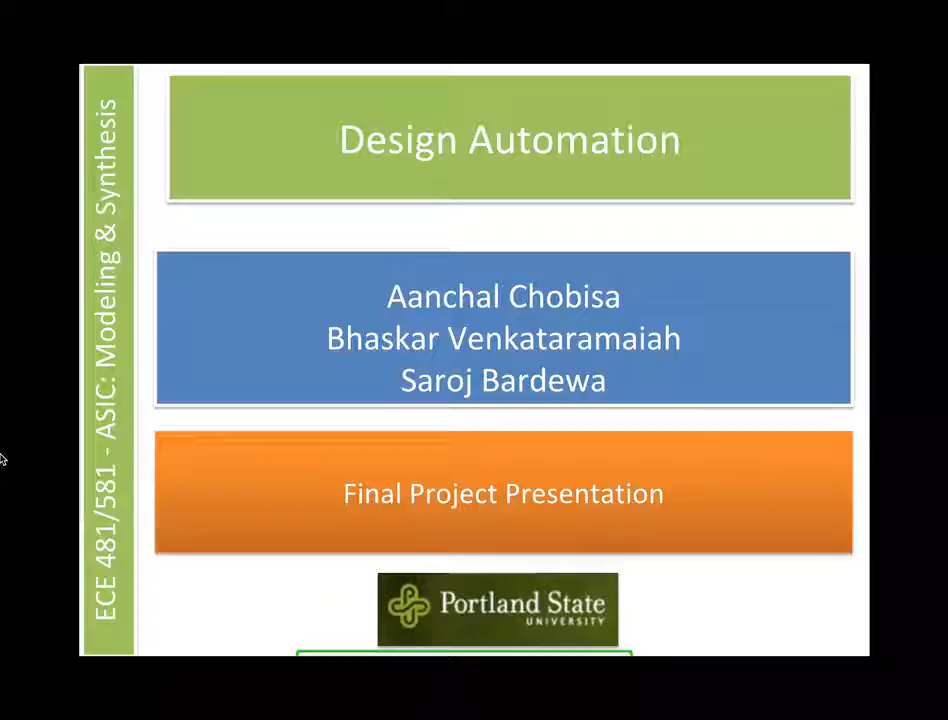 ECE 481/581 - ASIC: Modeling & Synthesis
Design Automation
Aanchal Chobisa
Bhaskar Venkataramaiah
Saroj Bardewa
Final Project Presentation
Portland State
UNIVERSITY